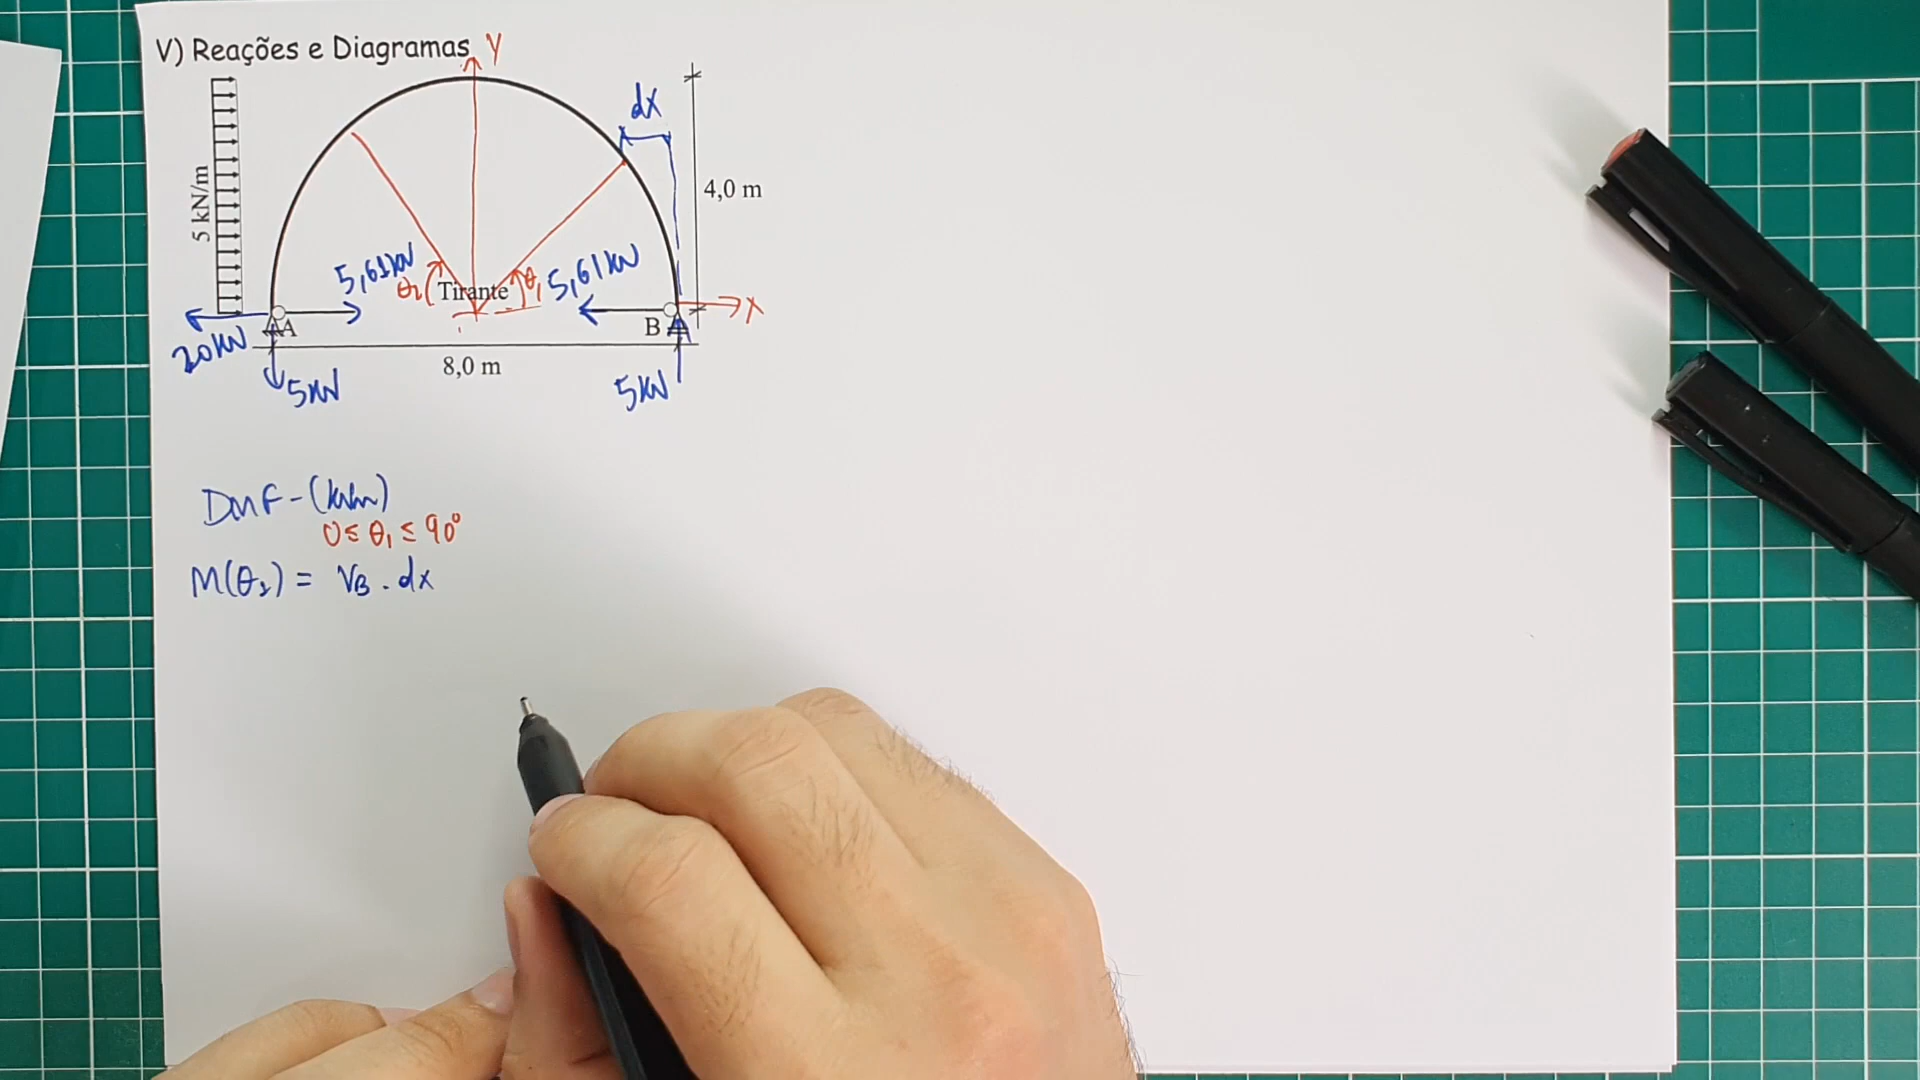 V) Reações e Diagramas
Y
dx
5 kN/m
4,0 m
5,61kN
θ2
Tirante
θ1
5,61kN
X
20kN
A
B
8,0 m
5kN
5kN
DMF-(kNm)
0≤ θ1 ≤ 90°
M(θ1) = VB . dx